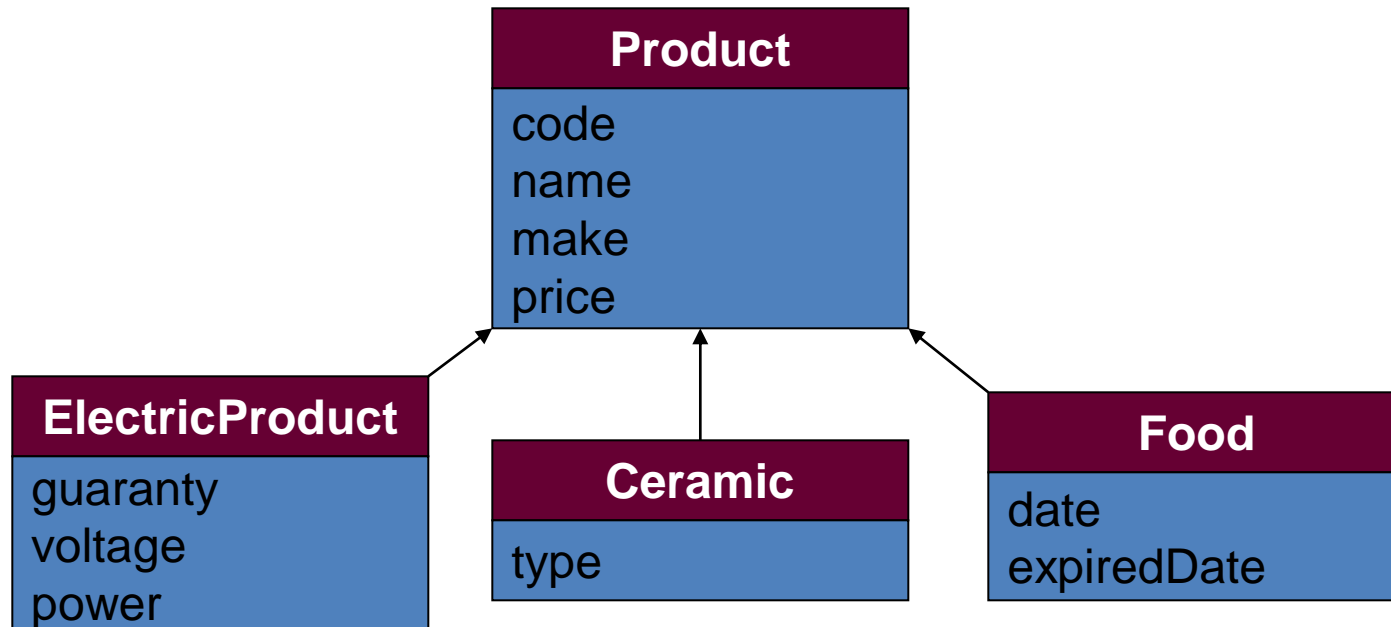 Product
code
name
make
price
ElectricProduct
guaranty
voltage
power
Ceramic
type
Food
date
expiredDate